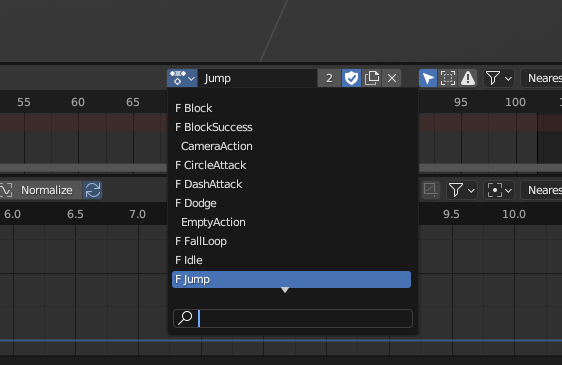 Jump 2 Neares
55 60 65 95 100
F Block
F BlockSuccess
CameraAction
F CircleAttack
F DashAttack
Normalize Neares
F Dodge
6.0 6.5 7.0 9.5 10.0
EmptyAction
F FallLoop
F Idle
F Jump